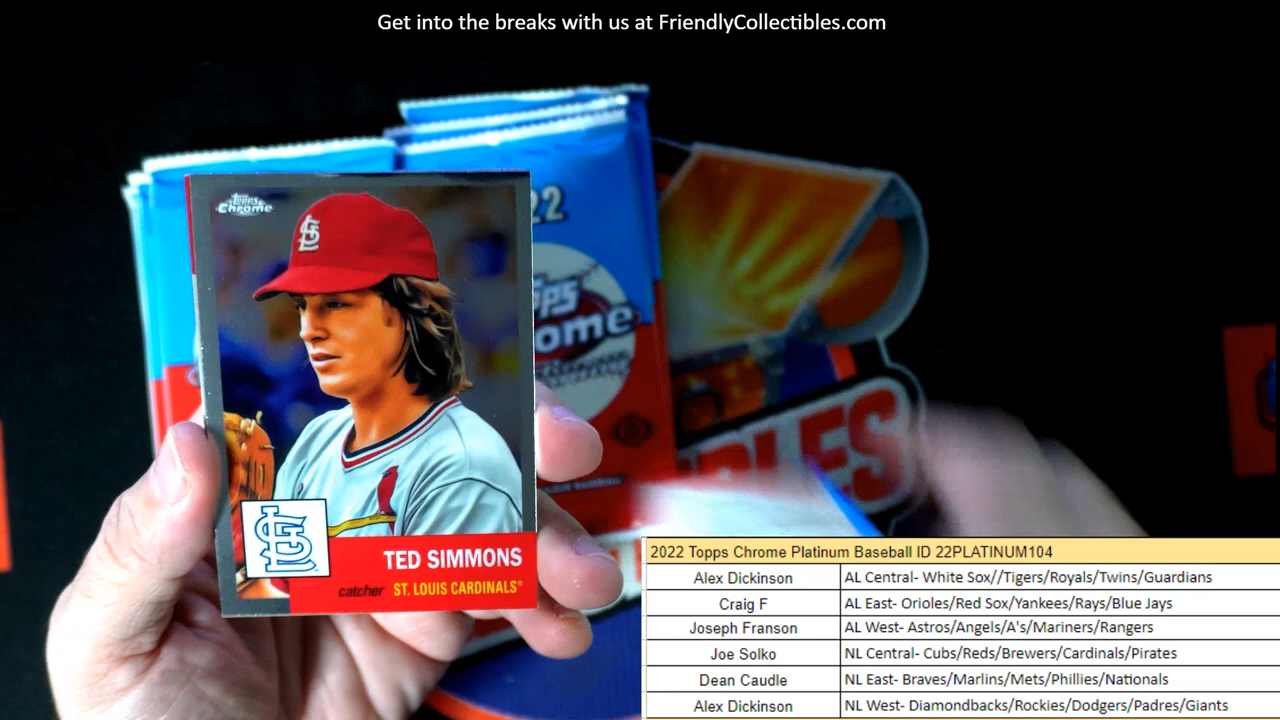 Get into the breaks with us at FriendlyCollectibles.com
Topps
Chrome
22
ome
BLES
TED SIMMONS
catcher ST. LOUIS CARDINALS®
2022 Topps Chrome Platinum Baseball ID 22PLATINUM104
Alex Dickinson AL Central- White Sox//Tigers/Royals/Twins/Guardians
Craig F AL East- Orioles/Red Sox/Yankees/Rays/Blue Jays
Joseph Franson AL West- Astros/Angels/A's/Mariners/Rangers
Joe Solko NL Central- Cubs/Reds/Brewers/Cardinals/Pirates
Dean Caudle NL East- Braves/Marlins/Mets/Phillies/Nationals
Alex Dickinson NL West- Diamondbacks/Rockies/Dodgers/Padres/Giants